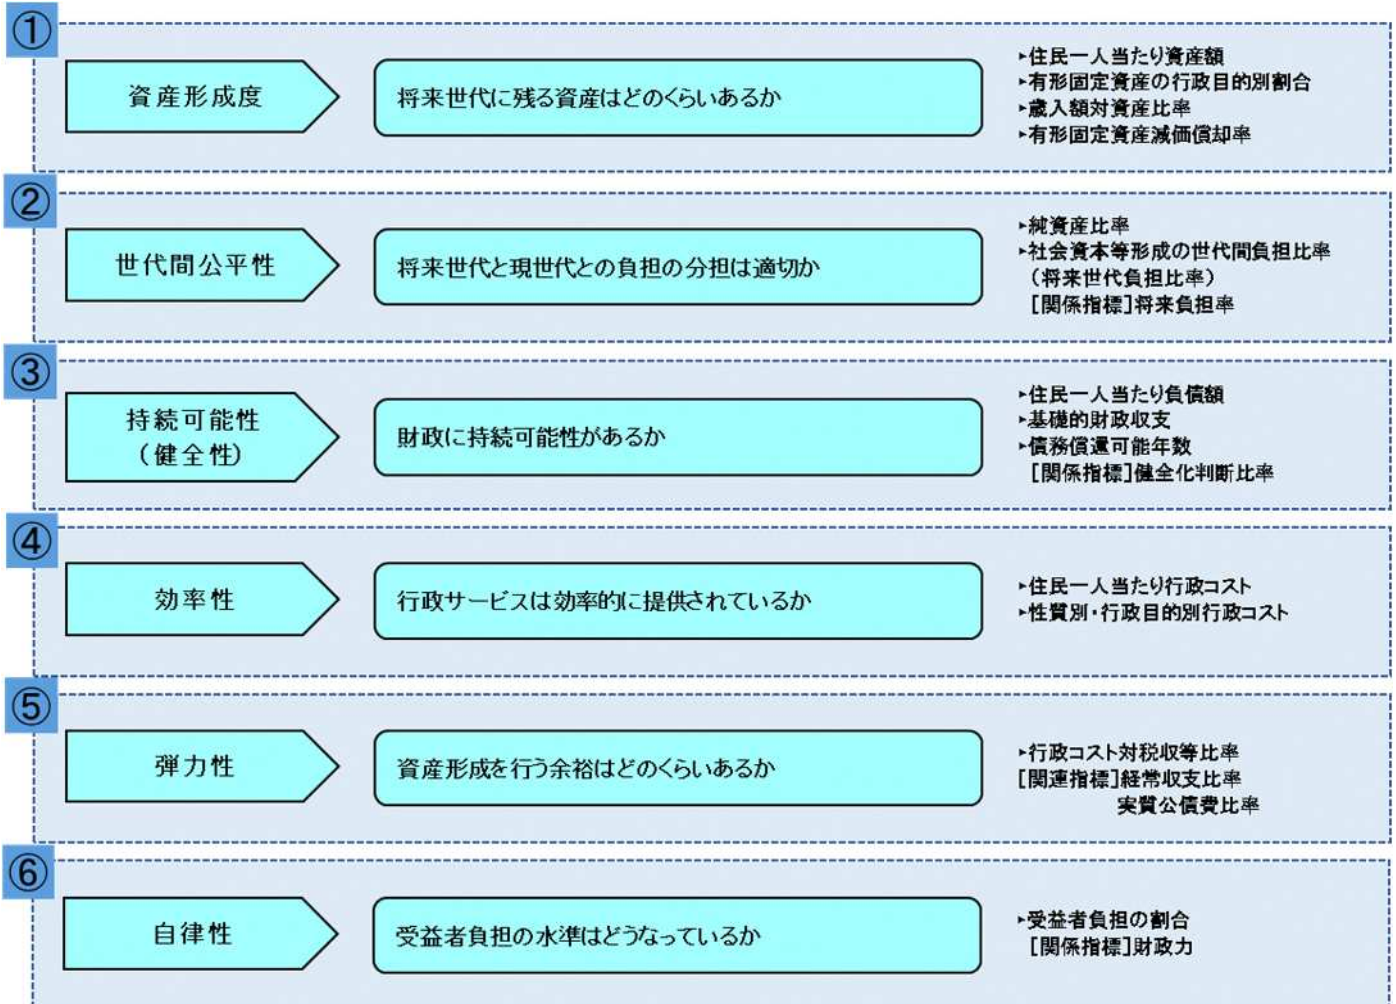 ①
資産形成度
将来世代に残る資産はどのくらいあるか
▸住民一人当たり資産額
▸有形固定資産の行政目的別割合
▸歳入額対資産比率
▸有形固定資産減価償却率
②
世代間公平性
将来世代と現世代との負担の分担は適切か
▸純資産比率
▸社会資本等形成の世代間負担比率
（将来世代負担比率）
［関係指標］将来負担率
③
持続可能性
（健全性）
財政に持続可能性があるか
▸住民一人当たり負債額
▸基礎的財政収支
▸債務償還可能年数
［関係指標］健全化判断比率
④
効率性
行政サービスは効率的に提供されているか
▸住民一人当たり行政コスト
▸性質別・行政目的別行政コスト
⑤
弾力性
資産形成を行う余裕はどのくらいあるか
▸行政コスト対税収等比率
［関連指標］経常収支比率
実質公債費比率
⑥
自律性
受益者負担の水準はどうなっているか
▸受益者負担の割合
［関係指標］財政力